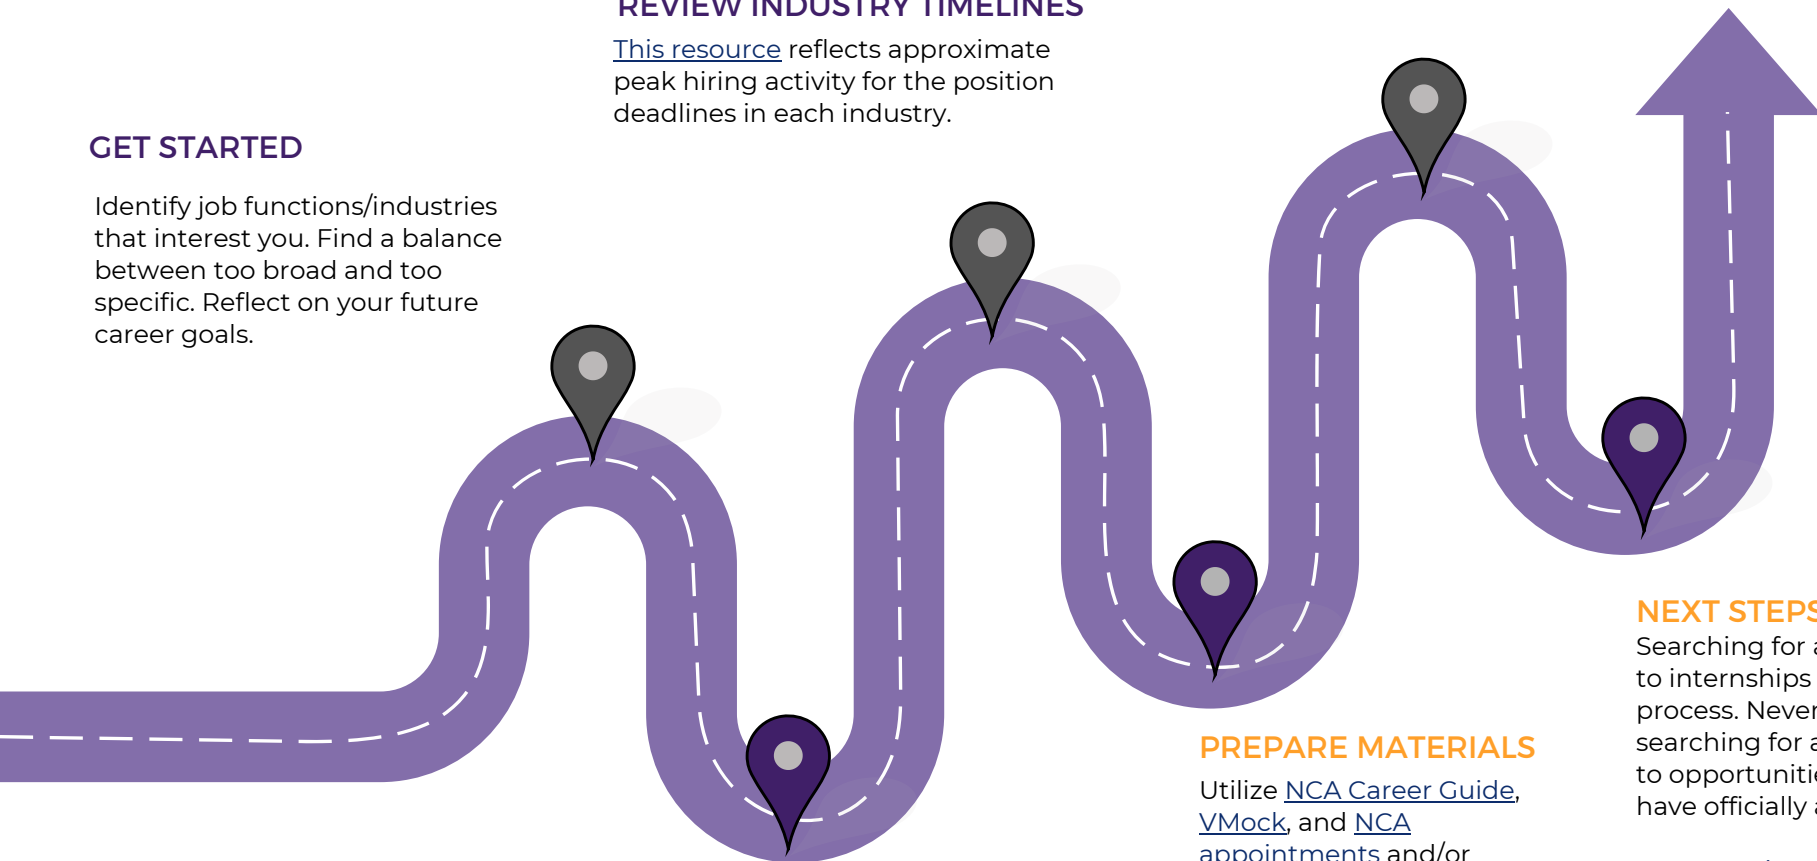 REVIEW INDUSTRY TIMELINES
This resource reflects approximate
peak hiring activity for the position
deadlines in each industry.
GET STARTED
Identify job functions/industries
that interest you. Find a balance
between too broad and too
specific. Reflect on your future
career goals.
PREPARE MATERIALS
Utilize NCA Career Guide,
VMock, and NCA
appointments and/or
NEXT STEPS
Searching for
to internships
process. Never
searching for
to
have officially